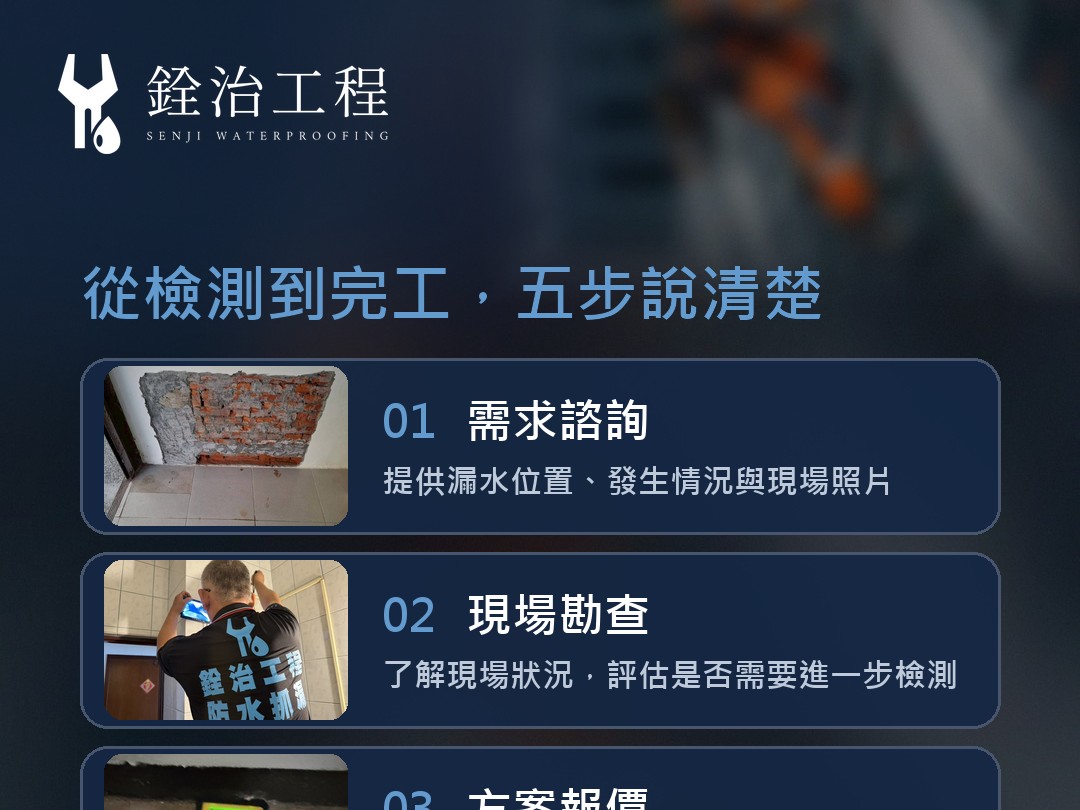 銓治工程
SENJI WATERPROOFING
從檢測到完工，五步說清楚
01 需求諮詢
提供漏水位置、發生情況與現場照片
02 現場勘查
了解現場狀況，評估是否需要進一步檢測
銓治工程
防水抓漏
03 方案報價